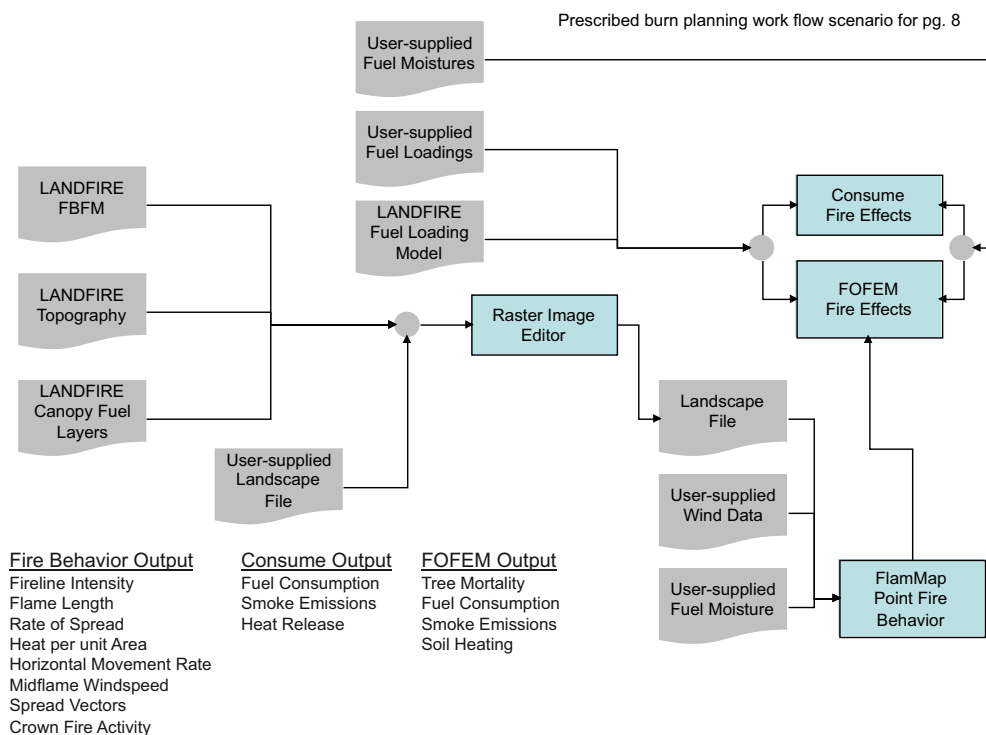 Prescribed burn planning work flow scenario for pg. 8
User-supplied
Fuel Moistures
User-supplied
Fuel Loadings
LANDFIRE
FBFM
LANDFIRE
Fuel Loading
Model
Consume
Fire Effects
FOFEM
Fire Effects
LANDFIRE
Topography
Raster Image
Editor
LANDFIRE
Canopy Fuel
Layers
Landscape
File
User-supplied
Landscape
File
User-supplied
Wind Data
User-supplied
Fuel Moisture
FlamMap
Point Fire
Behavior
Fire Behavior Output
Fireline Intensity
Flame Length
Rate of Spread
Heat per unit Area
Horizontal Movement Rate
Midflame Windspeed
Spread Vectors
Crown Fire Activity
Consume Output
Fuel Consumption
Smoke Emissions
Heat Release
FOFEM Output
Tree Mortality
Fuel Consumption
Smoke Emissions
Soil Heating